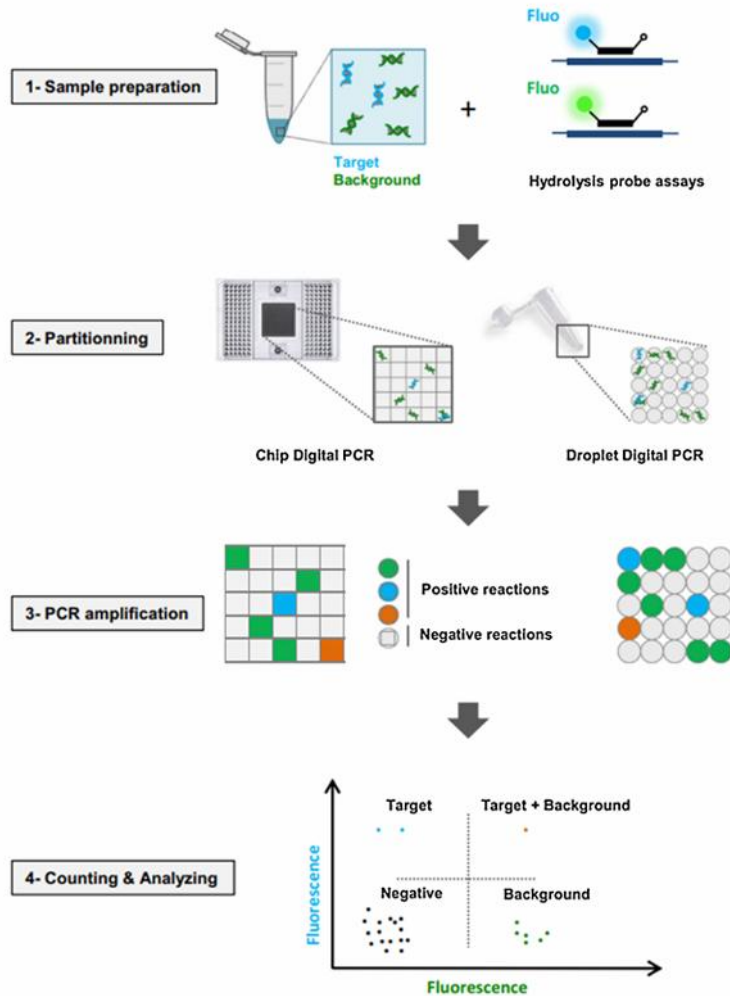 Fluo
1- Sample preparation
+
Fluo
Target
Background
Hydrolysis probe assays
2- Partitionning
Chip Digital PCR
Droplet Digital PCR
Positive reactions
3- PCR amplification
Negative reactions
Target
Target + Background
4- Counting & Analyzing
Negative
Background
Fluorescence
Fluorescence